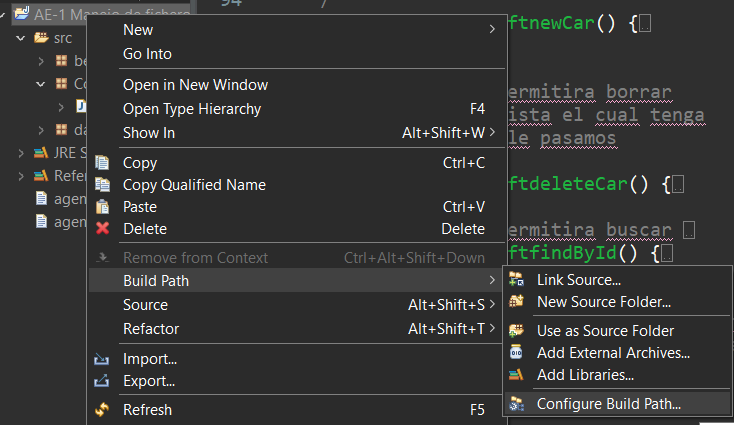 AE-1 Manejo de fichero
94
src
New
ftnewCar() {
Go Into
be
Open in New Window
Co
ermitira borrar
Open Type Hierarchy F4
J
ista el cual tenga
Show In Alt+Shift+W
da
le pasamos
JRE S
Copy Ctrl+C
Refer
Copy Qualified Name
ftdeleteCar() {
agen
Paste Ctrl+V
agen
Delete Delete
ermitira buscar
Remove from Context Ctrl+Alt+Shift+Down
ftfindById() {
Build Path
Link Source...
Source Alt+Shift+S
New Source Folder...
Refactor Alt+Shift+T
Use as Source Folder
Import...
Add External Archives...
Export...
Add Libraries...
Refresh F5
Configure Build Path...